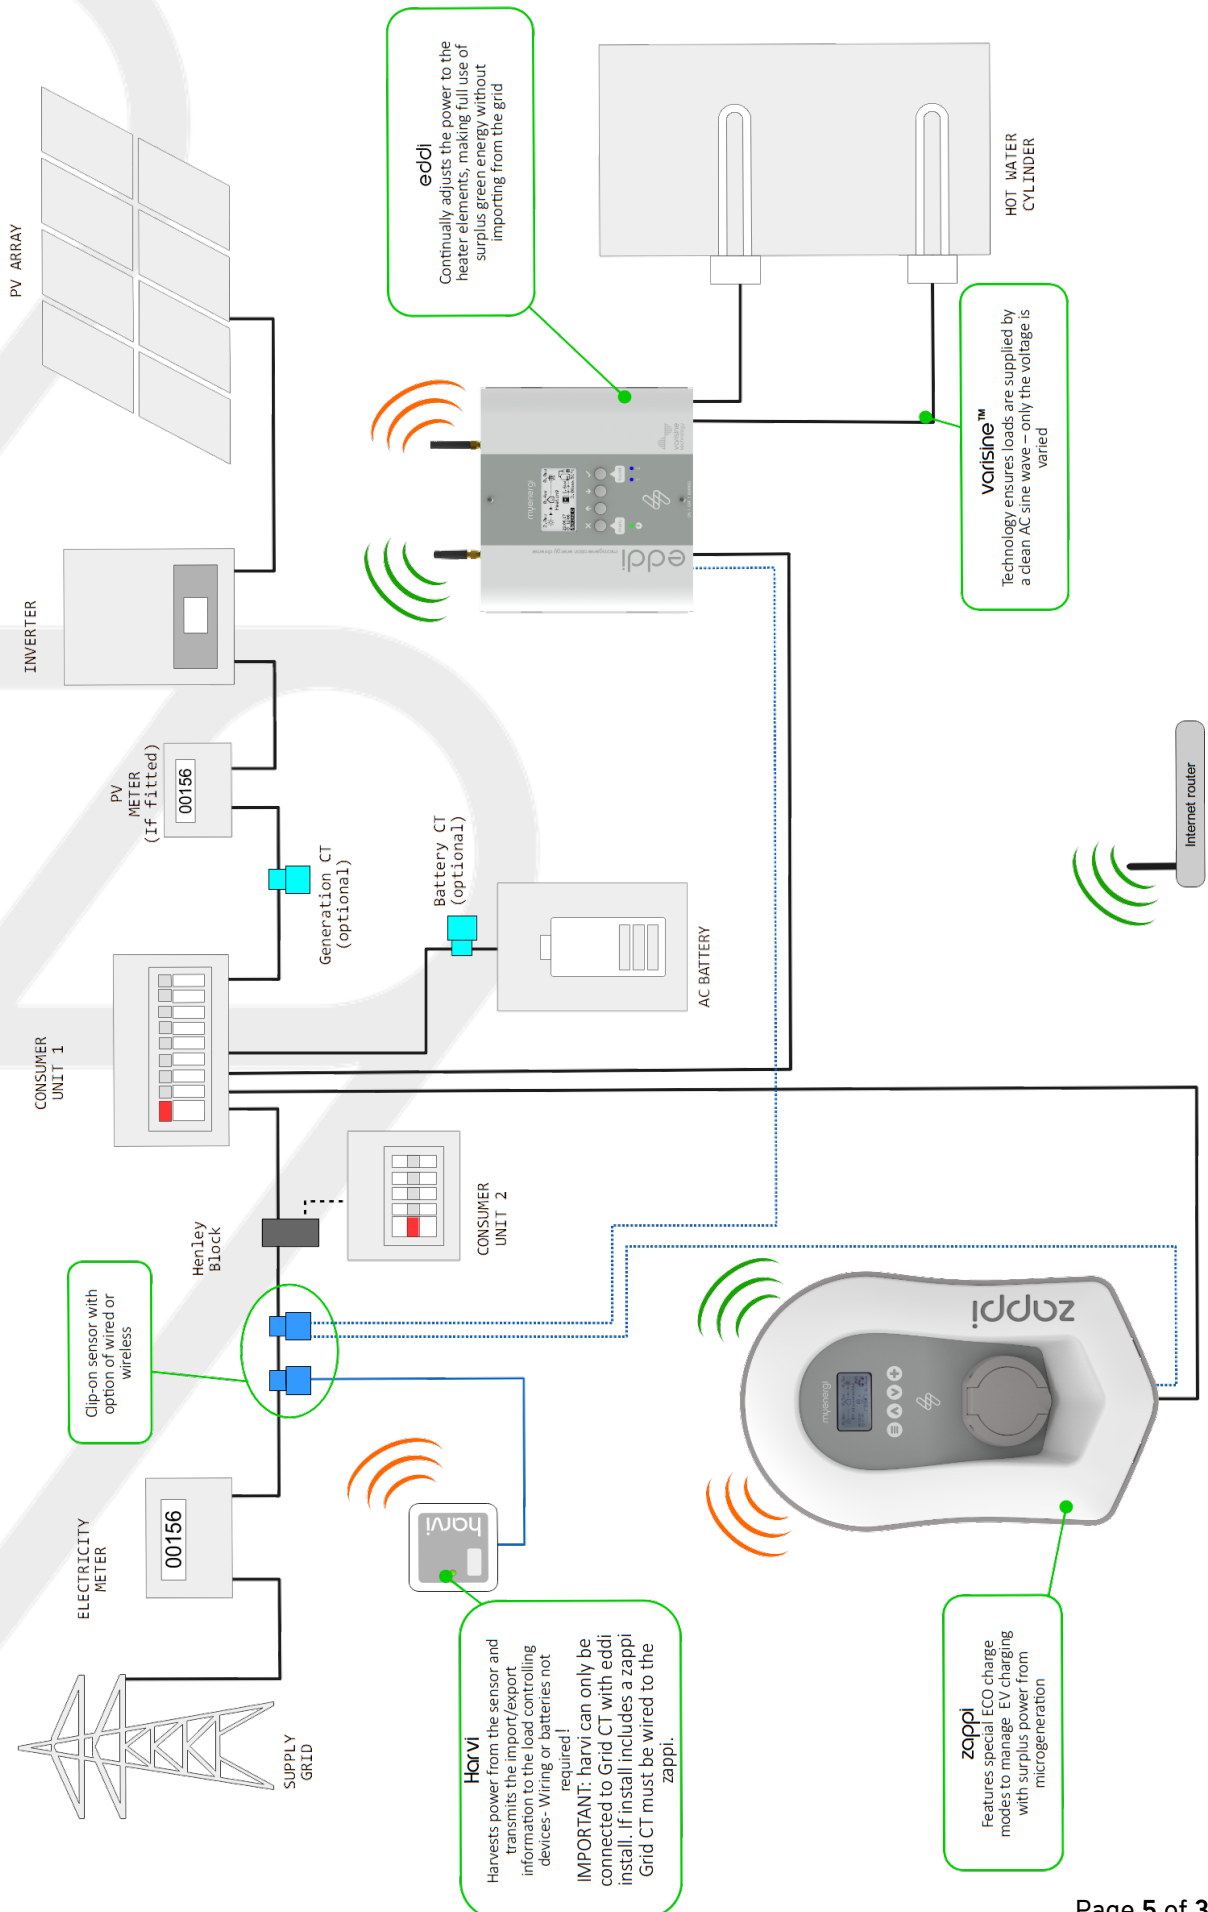 PV ARRAY
INVERTER
PV
METER
(If fitted)
00156
Generation CT
(optional)
CONSUMER
UNIT 1
Battery CT
(optional)
AC BATTERY
Henley
Block
CONSUMER
UNIT 2
Clip-on sensor with
option of wired or
wireless
ELECTRICITY
METER
00156
SUPPLY
GRID
eddi
Continually adjusts the power to the
heater elements, making full use of
surplus green energy without
importing from the grid
HOT WATER
CYLINDER
varisine™
Technology ensures loads are supplied by
a clean AC sine wave – only the voltage is
varied
myenergi
eddi.
microgeneration energy diverter
varisine
Internet router
harvi
Harvi
Harvests power from the sensor and
transmits the import/export
information to the load controlling
devices- Wiring or batteries not
required!
IMPORTANT: harvi can only be
connected to Grid CT with eddi
install. If install includes a zappi
Grid CT must be wired to the
zappi.
zappi
myenergi
zappi
Features special ECO charge
modes to manage EV charging
with surplus power from
microgeneration
Page 5 of 3